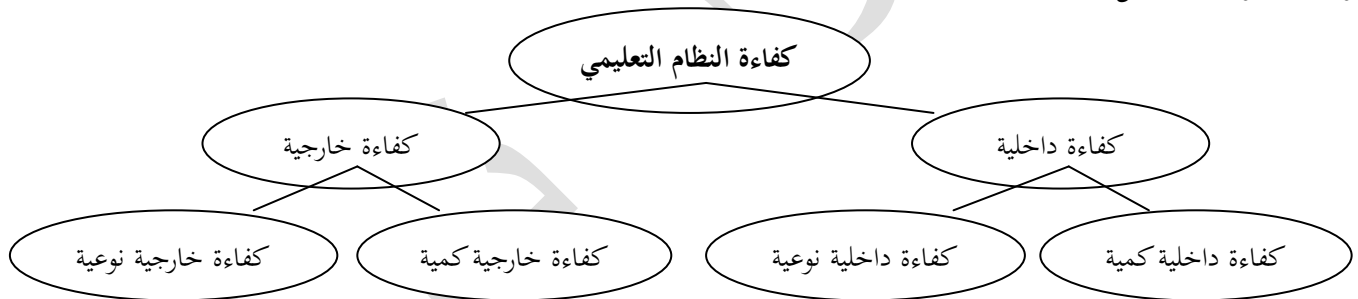 كفاءة النظام التعليمي
كفاءة داخلية
كفاءة خارجية
كفاءة داخلية كمية
كفاءة داخلية نوعية
كفاءة خارجية كمية
كفاءة خارجية نوعية